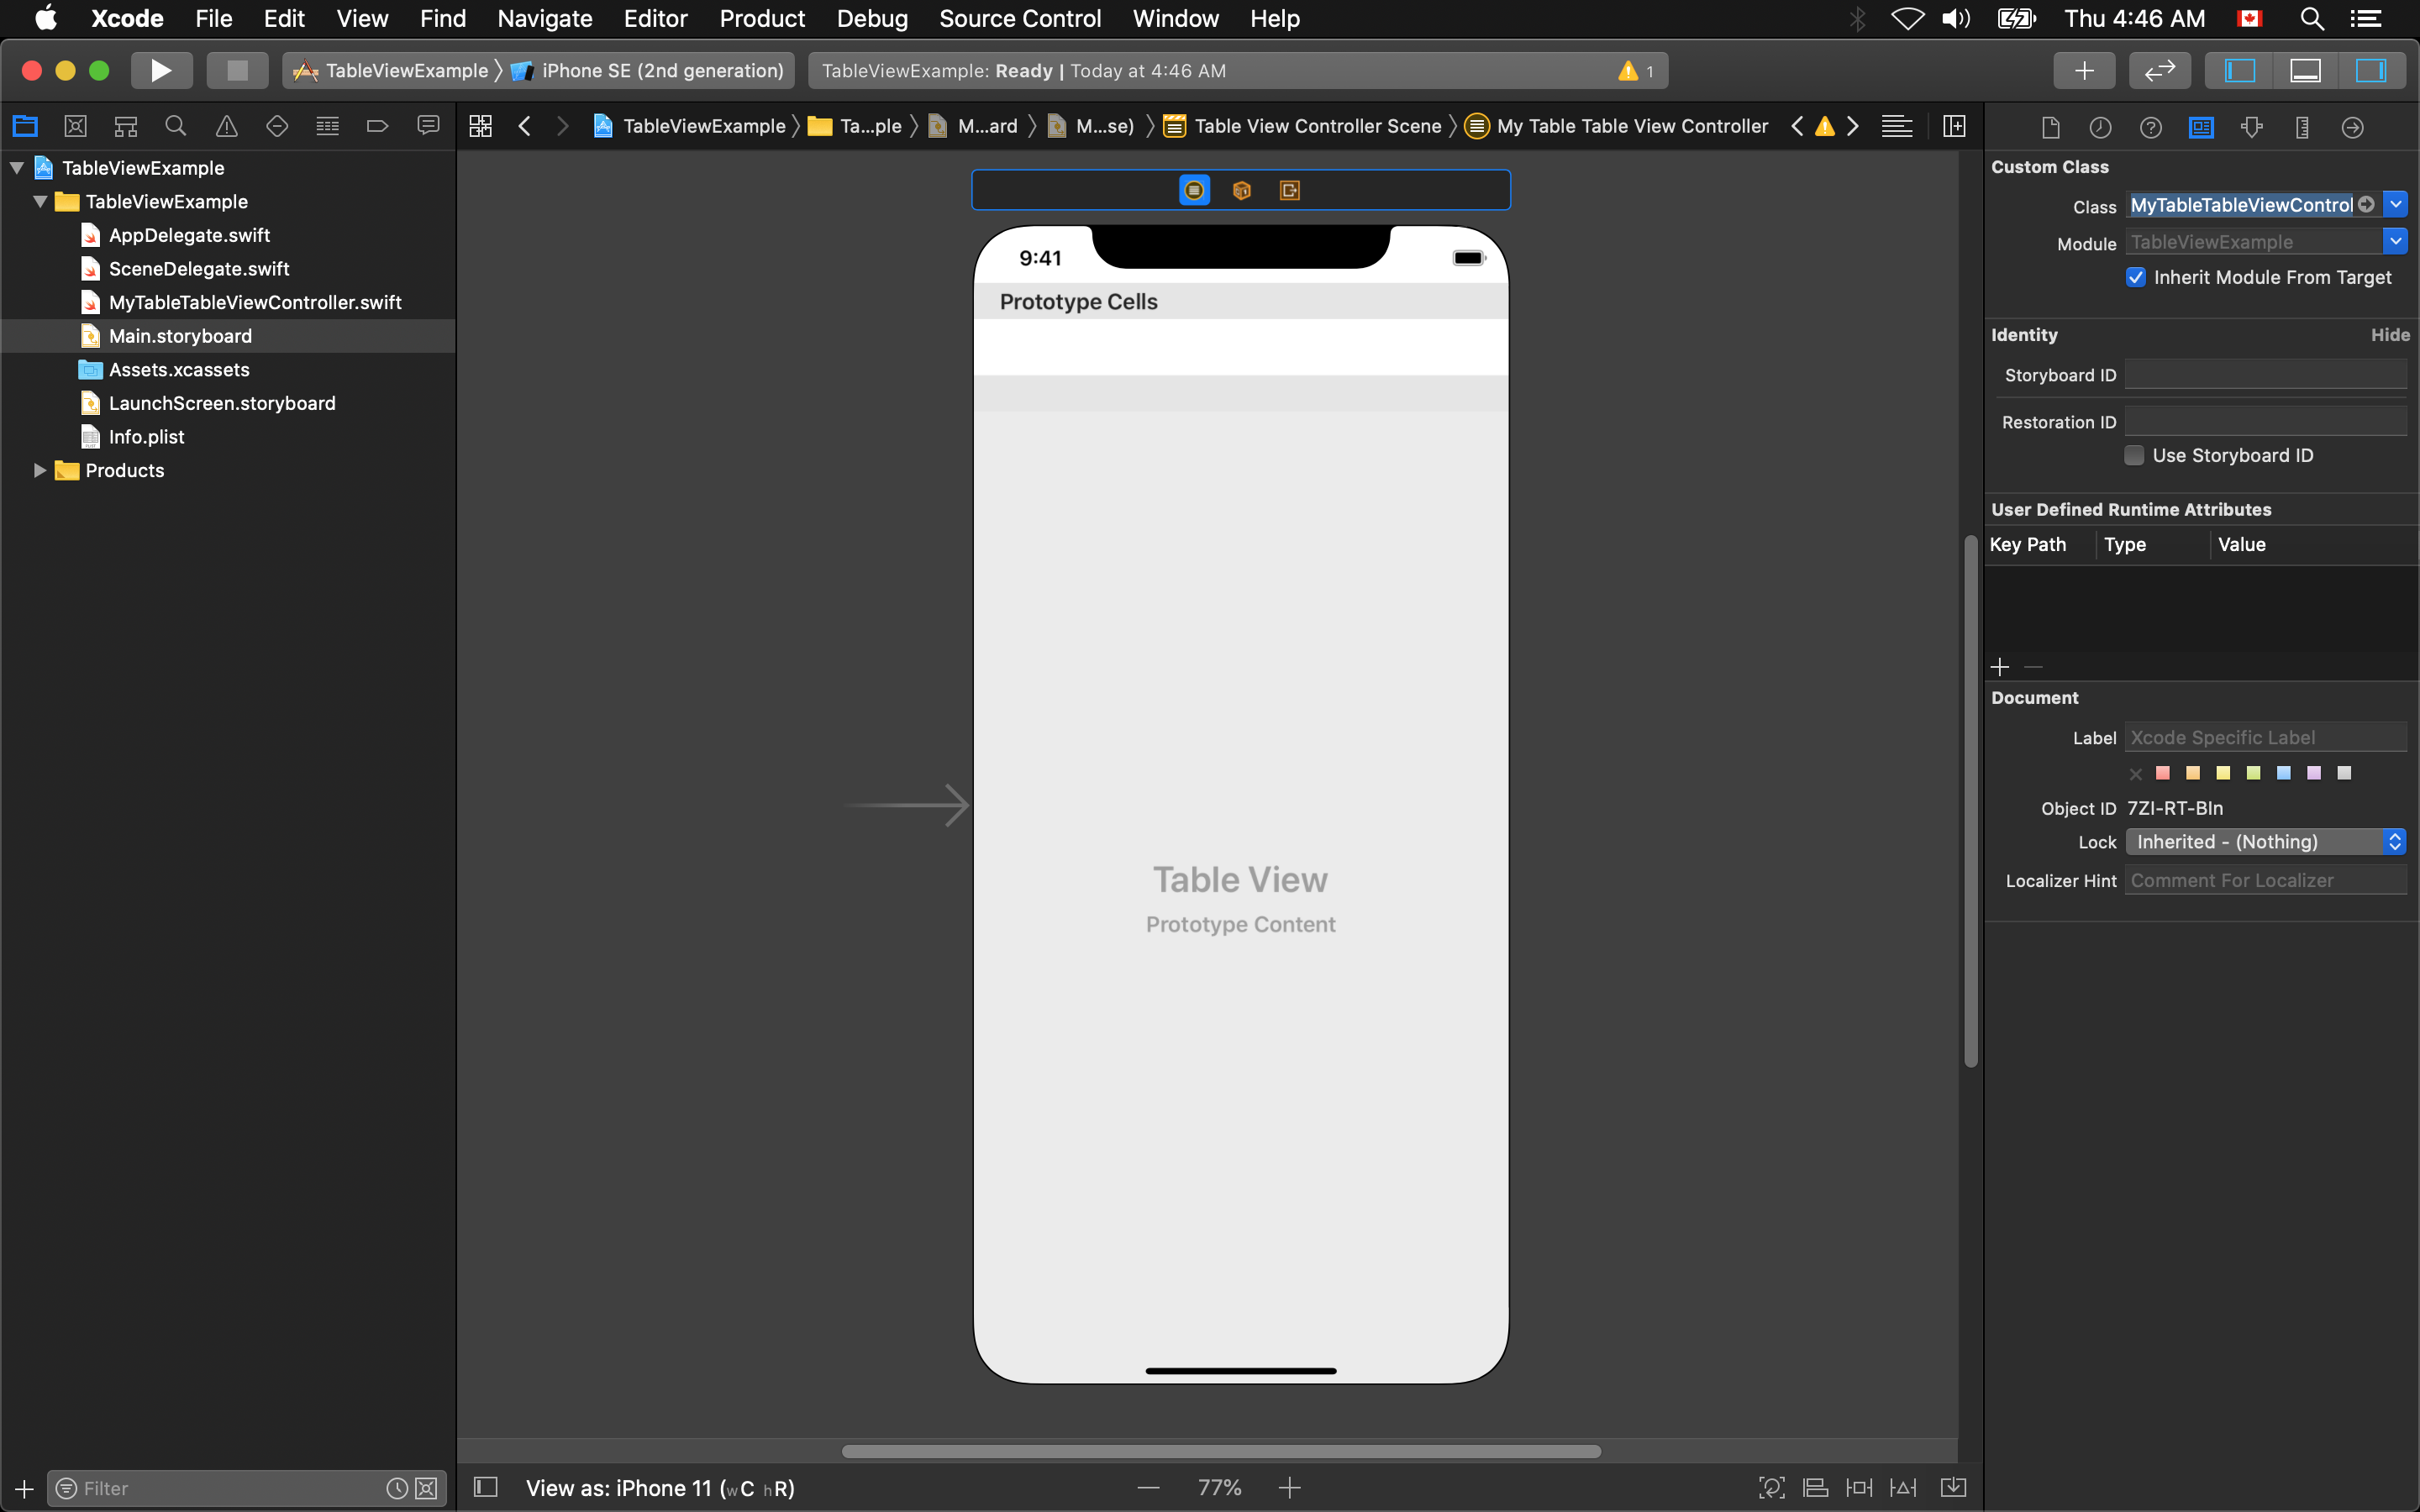 Xcode File Edit View Find Navigate Editor Product Debug Source Control Window Help Thu 4:46 AM
TableViewExample iPhone SE (2nd generation) TableViewExample: Ready | Today at 4:46 AM 1
TableViewExample Ta...ple M...ard M...se) Table View Controller Scene My Table Table View Controller
TableViewExample
TableViewExample
AppDelegate.swift
SceneDelegate.swift
MyTableTableViewController.swift
Main.storyboard
Assets.xcassets
LaunchScreen.storyboard
Info.plist
Products
Filter
9:41
Prototype Cells
Table View
Prototype Content
View as: iPhone 11 (wC hR)
77%
Custom Class
Class MyTableTableViewControl
Module TableViewExample
Inherit Module From Target
Identity Hide
Storyboard ID
Restoration ID
Use Storyboard ID
User Defined Runtime Attributes
Key Path Type Value
Document
Label Xcode Specific Label
Object ID 7ZI-RT-BIn
Lock Inherited - (Nothing)
Localizer Hint Comment For Localizer